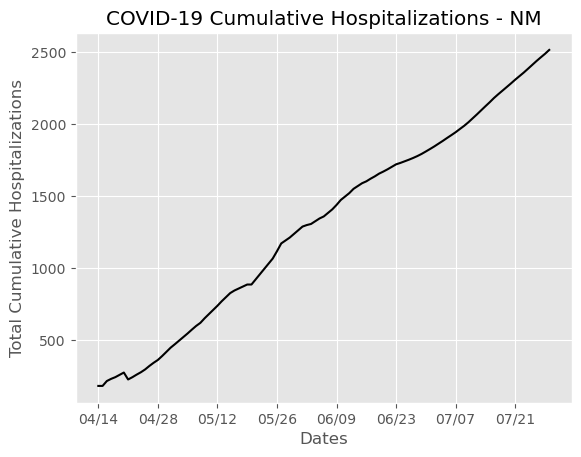 COVID-19 Cumulative Hospitalizations - NM
Total Cumulative Hospitalizations
2500
2000
1500
1000
500
04/14 04/28 05/12 05/26 06/09 06/23 07/07 07/21
Dates